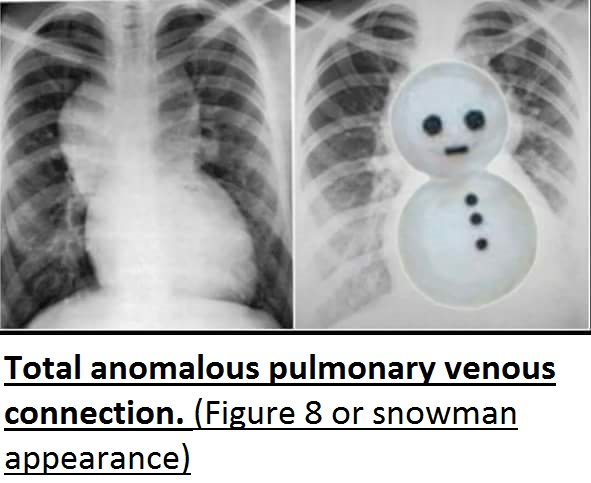 Total anomalous pulmonary venous
connection. (Figure 8 or snowman
appearance)